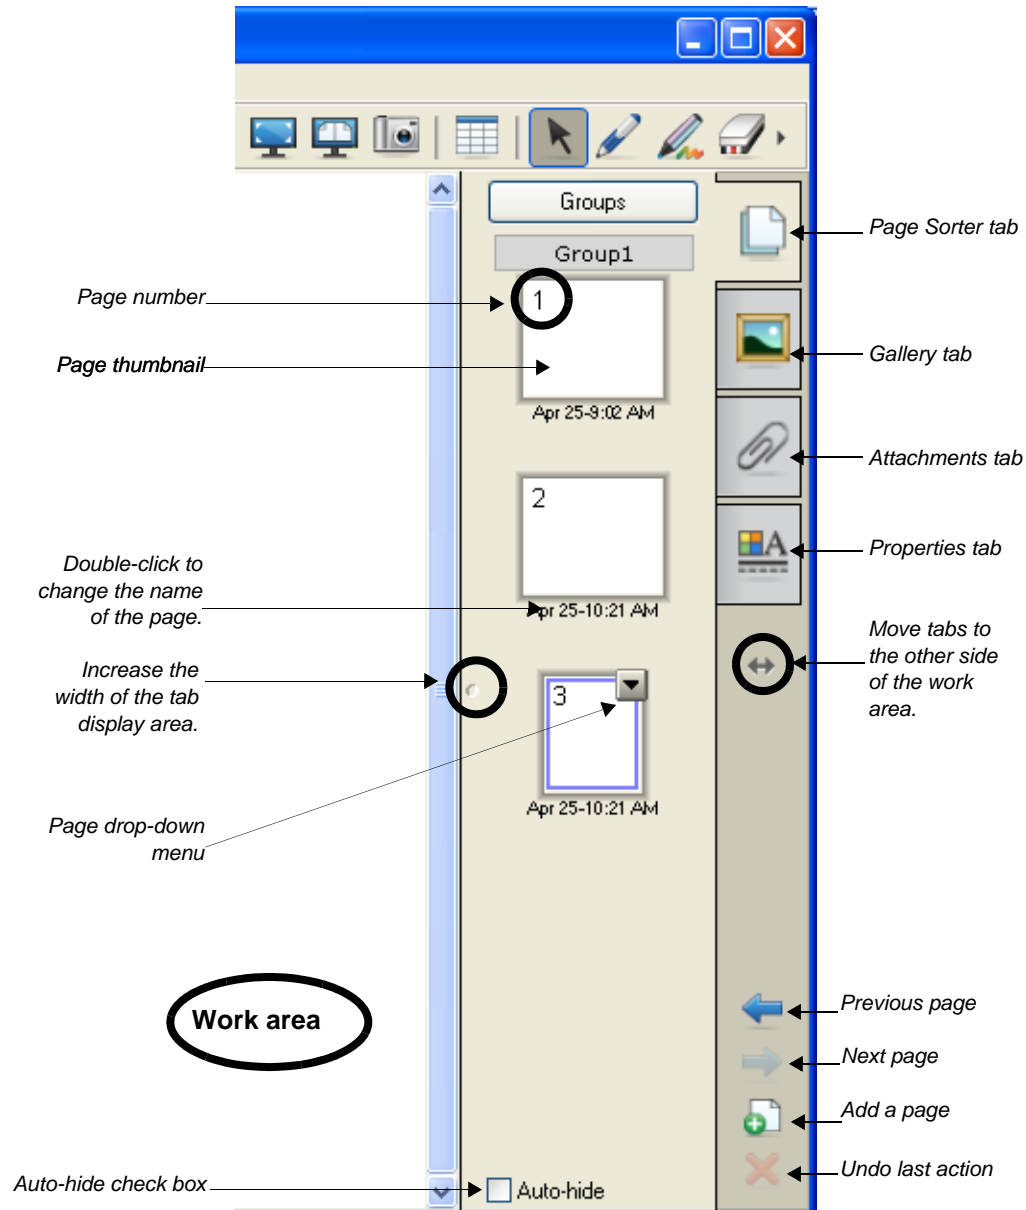 Groups
Page Sorter tab
Group1
Page number
1
Page thumbnail
Gallery tab
Apr 25-9:02 AM
Attachments tab
2
Double-click to
change the name
of the page.
Properties tab
Apr 25-10:21 AM
Move tabs to
the other side
of the work
area.
Increase the
width of the tab
display area.
3
Apr 25-10:21 AM
Page drop-down
menu
Work area
Previous page
Next page
Add a page
Undo last action
Auto-hide check box
Auto-hide